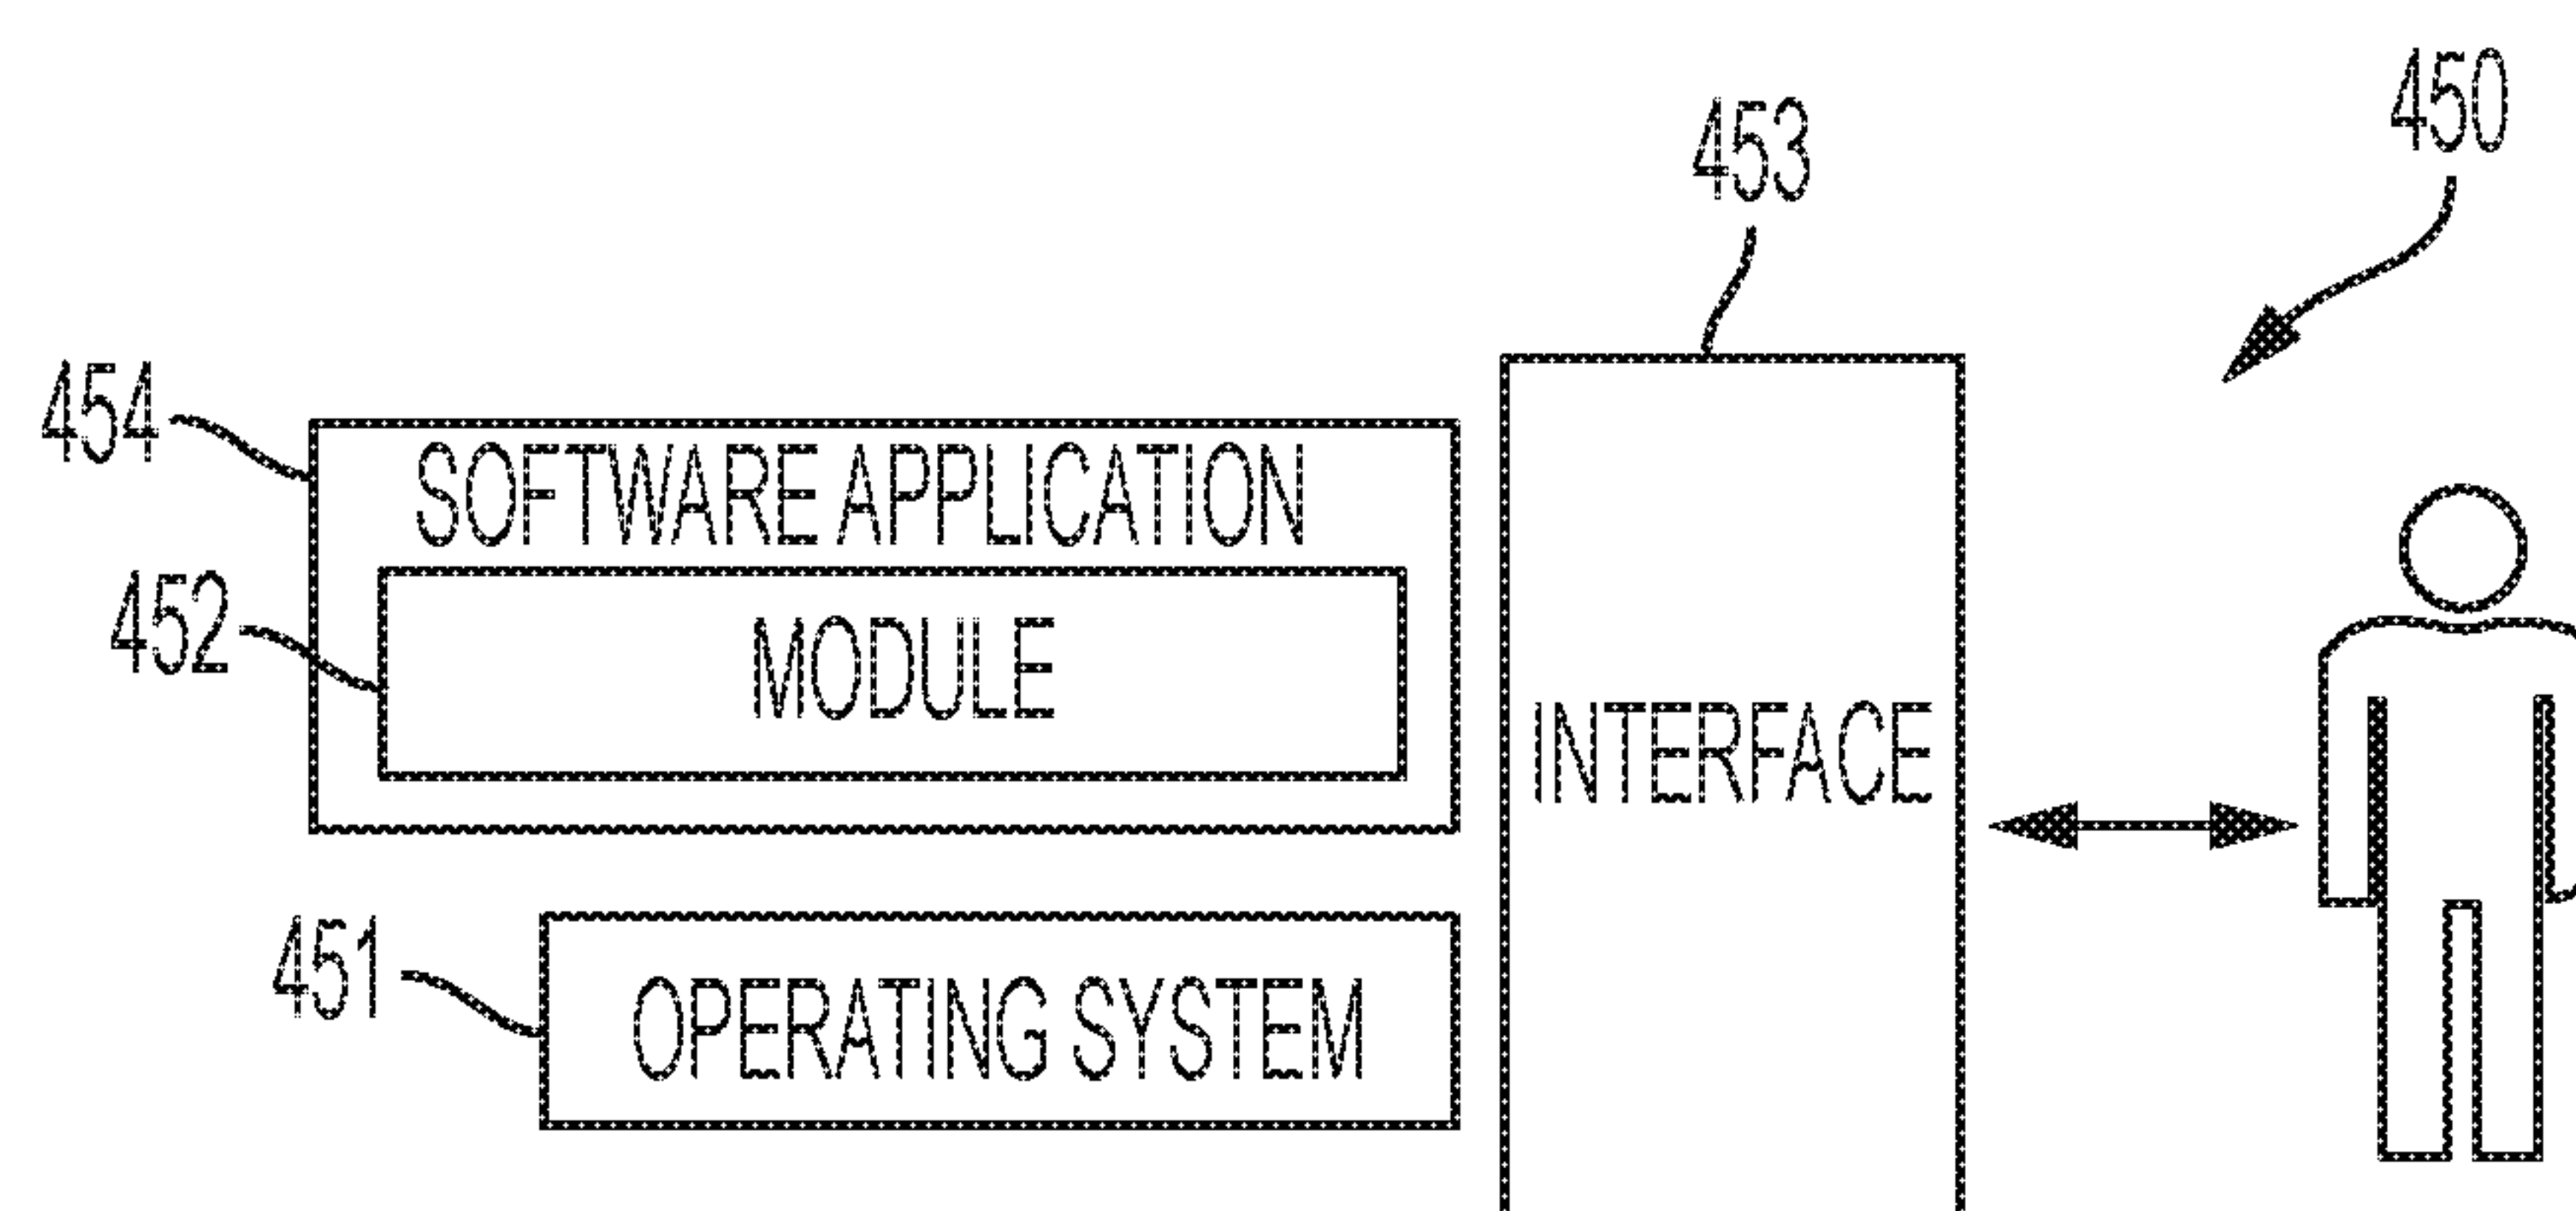 450
453
454
SOFTWARE APPLICATION
452
MODULE
INTERFACE
451
OPERATING SYSTEM